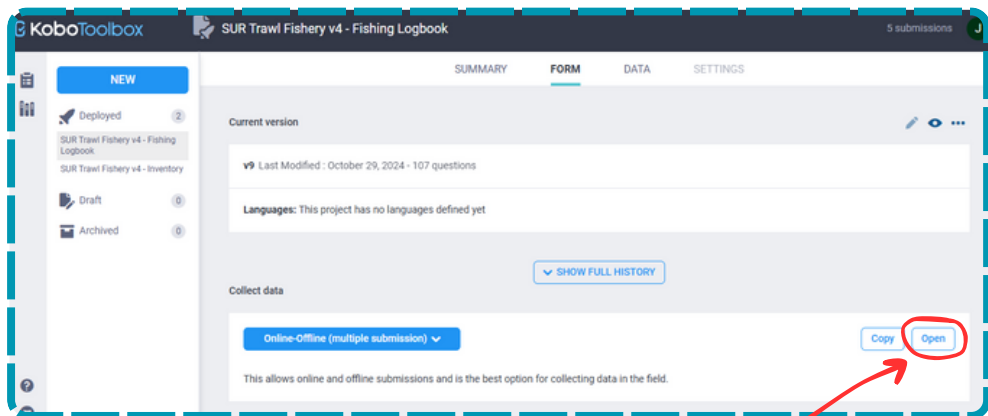 KoboToolbox
SUR Trawl Fishery v4 - Fishing Logbook
5 submissions
J
NEW
SUMMARY
FORM
DATA
SETTINGS
Deployed
2
SUR Trawl Fishery v4 - Fishing
Logbook
SUR Trawl Fishery v4 - Inventory
Draft
0
Archived
0
Current version
v9 Last Modified : October 29, 2024 - 107 questions
Languages: This project has no languages defined yet
SHOW FULL HISTORY
Collect data
Online-Offline (multiple submission)
Copy
Open
This allows online and offline submissions and is the best option for collecting data in the field.